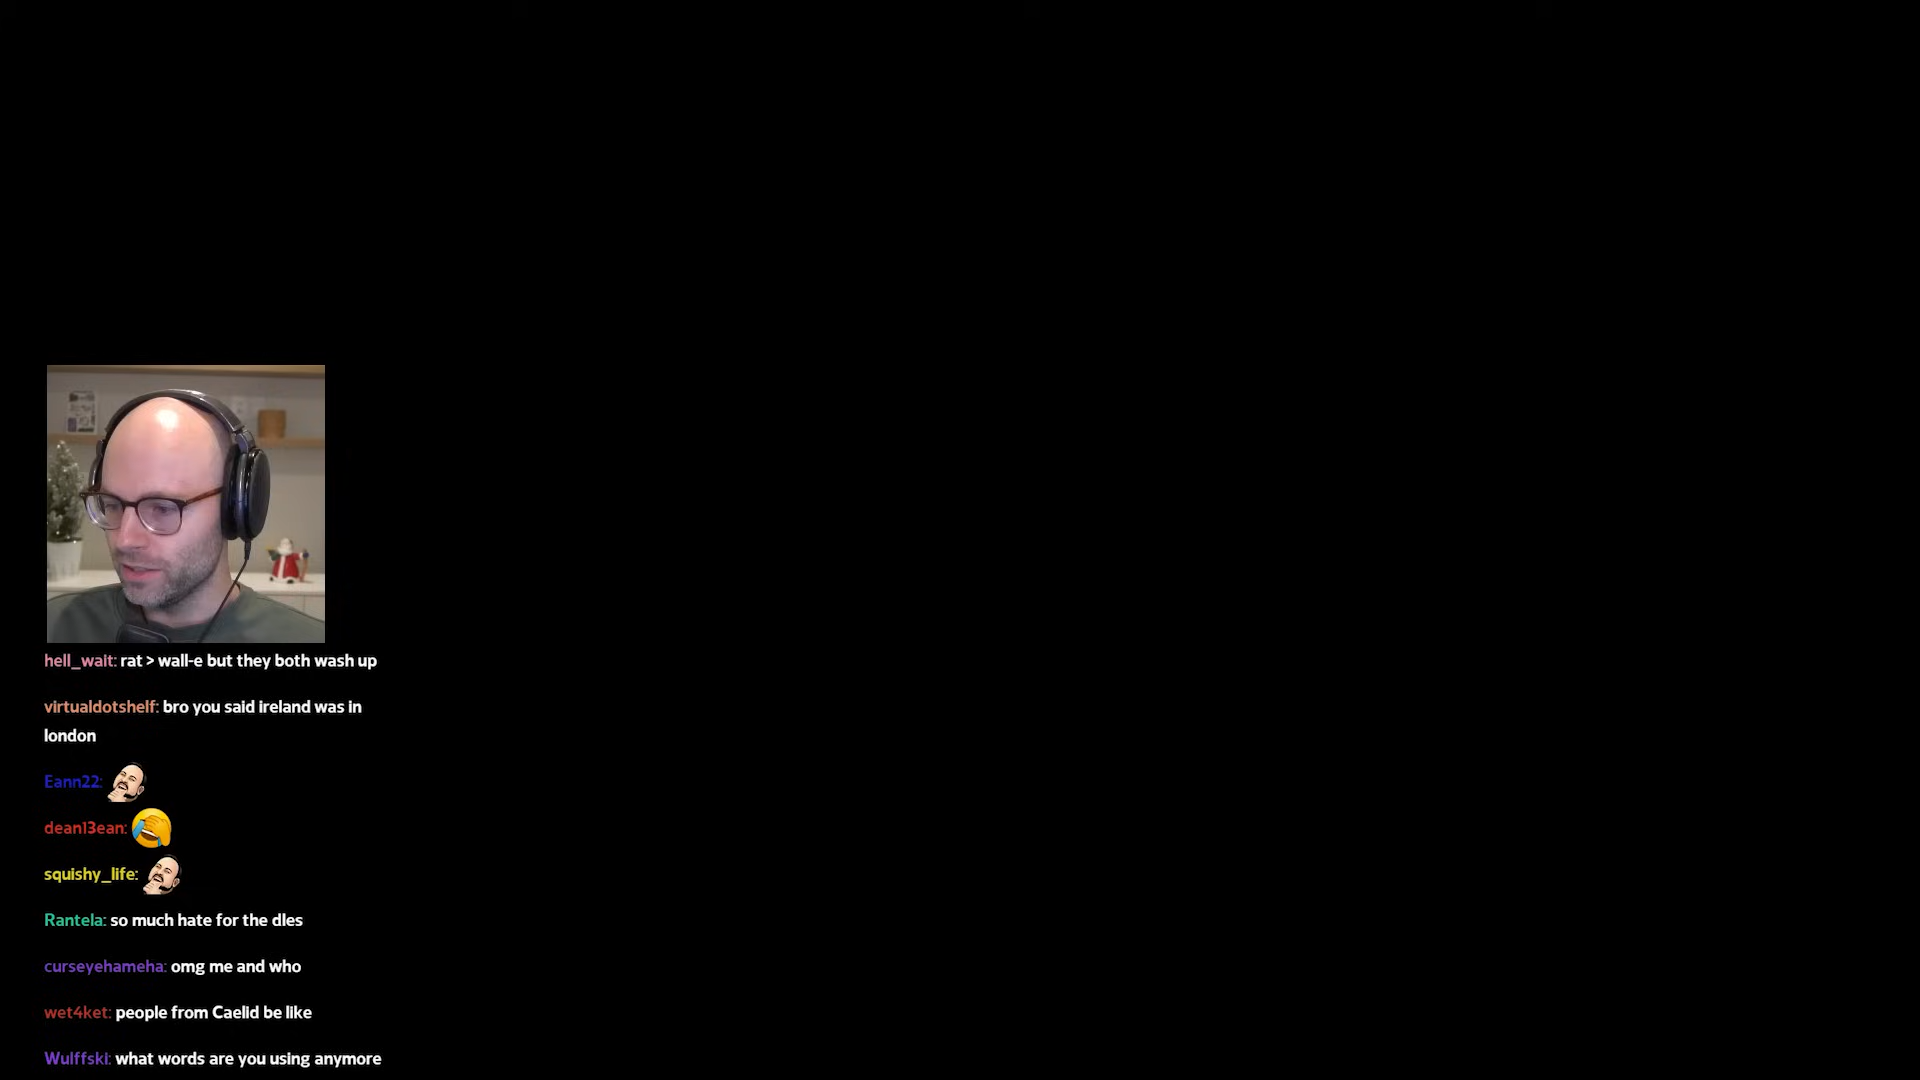 hell_wait: rat > wall-e but they both wash up
virtualdotshelf: bro you said ireland was in
london
Eann22:
dean13ean:
squishy_life:
Rantela: so much hate for the dles
curseyehameha: omg me and who
wet4ket: people from Caelid be like
Wulffski: what words are you using anymore